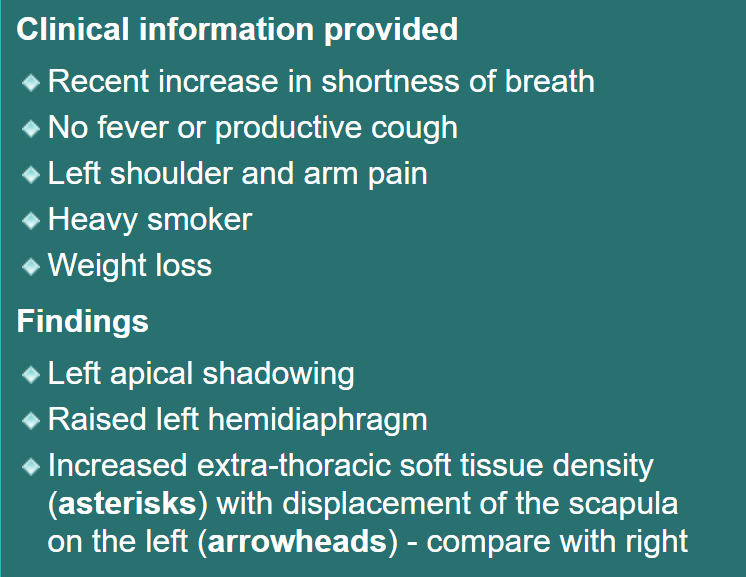 Clinical information provided
Recent increase in shortness of breath
No fever or productive cough
Left shoulder and arm pain
Heavy smoker
Weight loss
Findings
Left apical shadowing
Raised left hemidiaphragm
Increased extra-thoracic soft tissue density
(asterisks) with displacement of the scapula
on the left (arrowheads) - compare with right